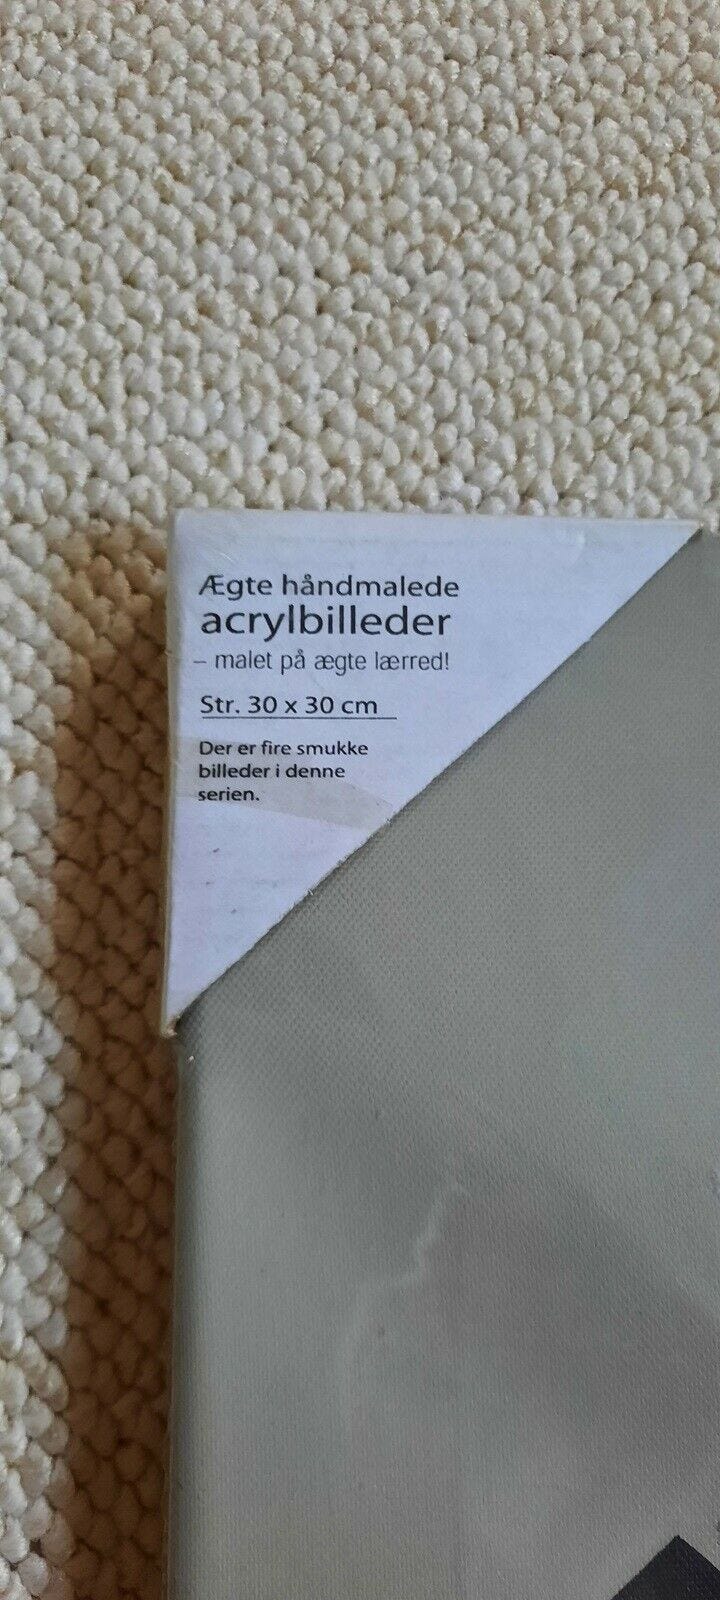 Ægte håndmalede
acrylbilleder
– malet på ægte lærred!
Str. 30 x 30 cm
Der er fire smukke
billeder i denne
serien.